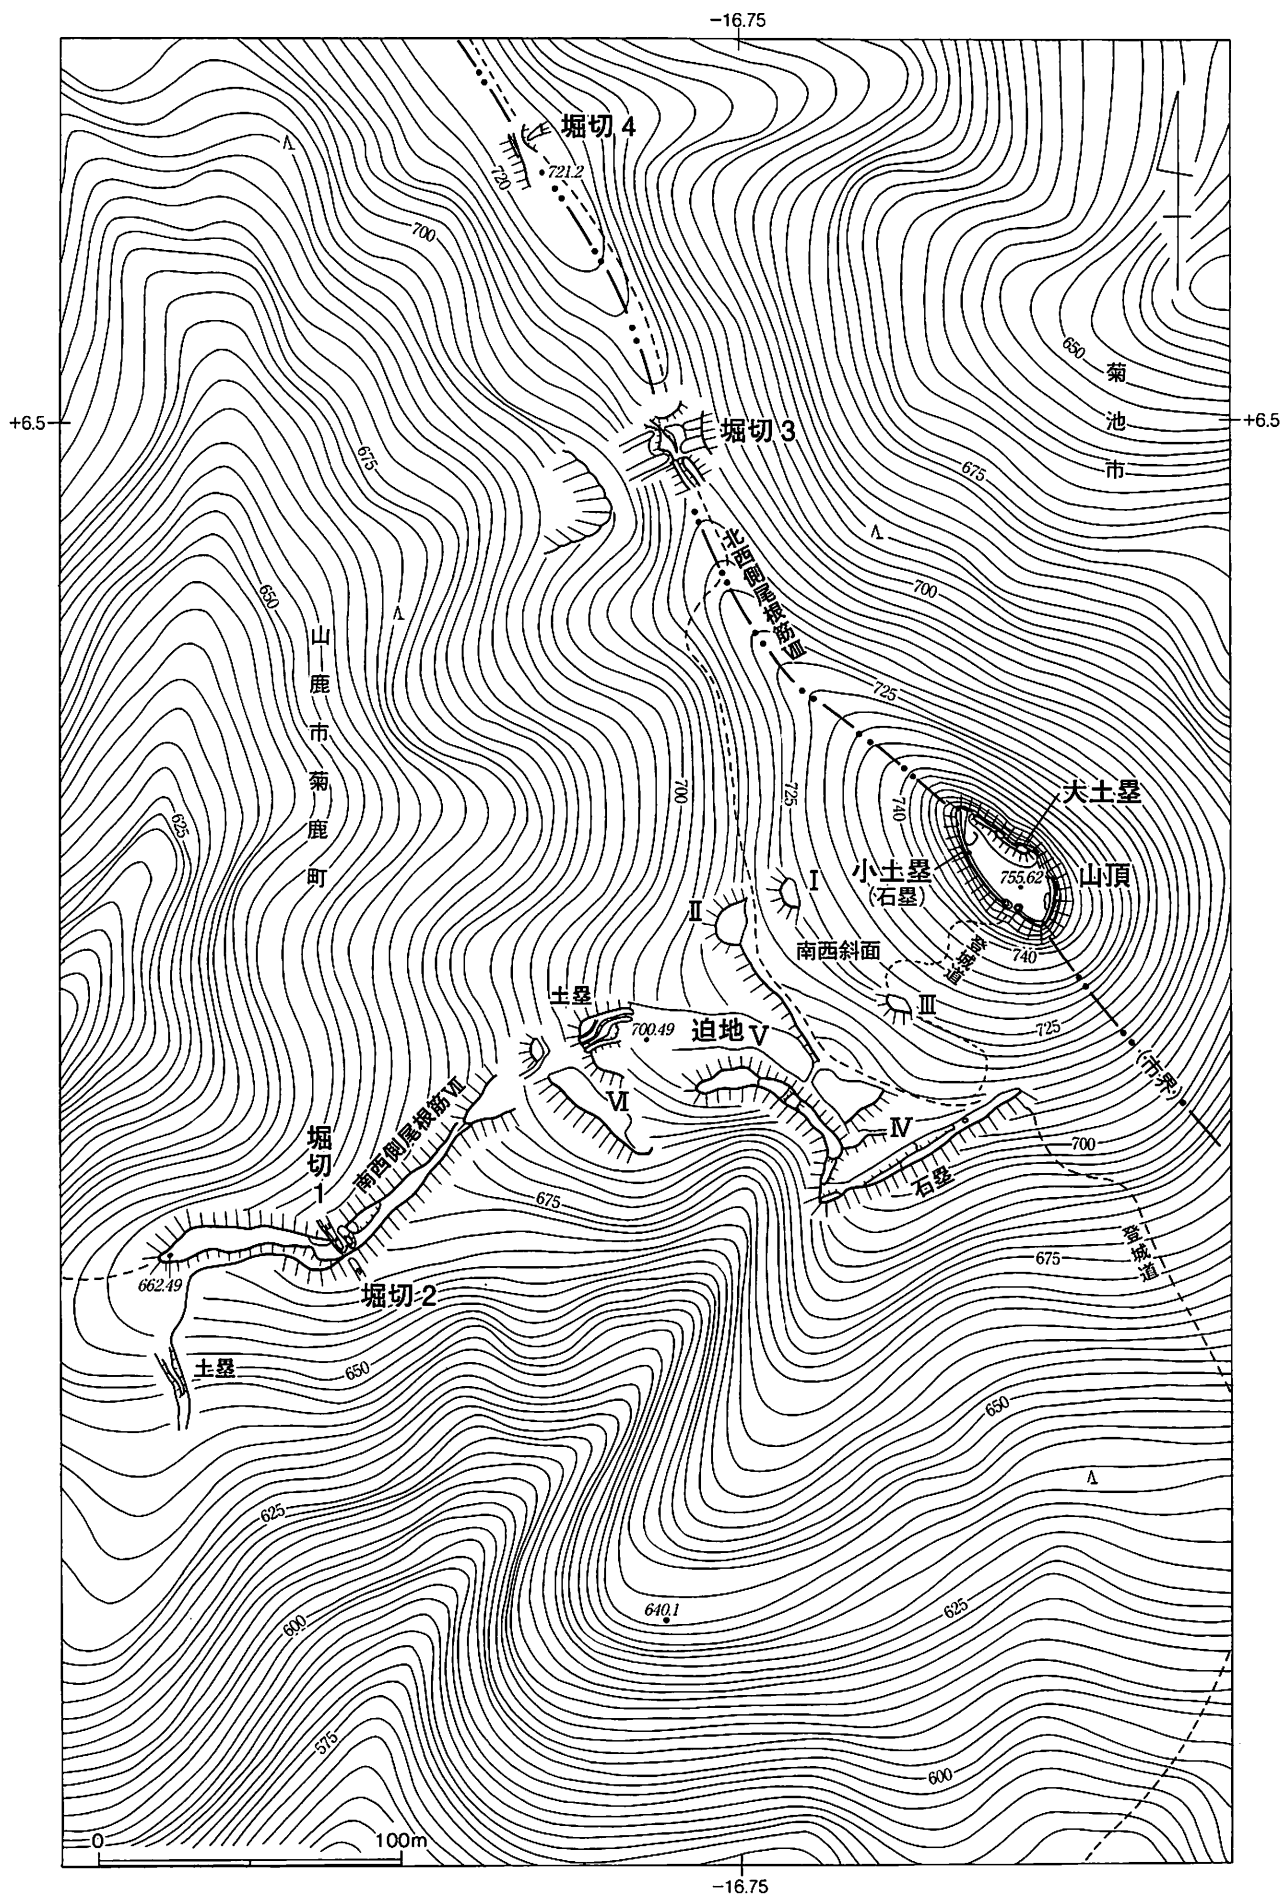 −16.75
堀切 4
720
721.2
700
650
菊池市
+6.5
+6.5
堀切 3
675
675
北西側尾根筋Ⅷ
700
650
山鹿市菊鹿町
725
700
725
740
大土塁
625
小土塁
(石塁)
755.62
山頂
Ⅰ
Ⅱ
南西斜面
登城道
740
土塁
700.49
迫地Ⅴ
Ⅲ
725
(市界)
南西側尾根筋Ⅶ
Ⅵ
Ⅳ
700
堀切1
石塁
675
登城道
675
662.49
堀切 2
土塁
650
650
625
640.1
625
600
575
600
0
100m
−16.75